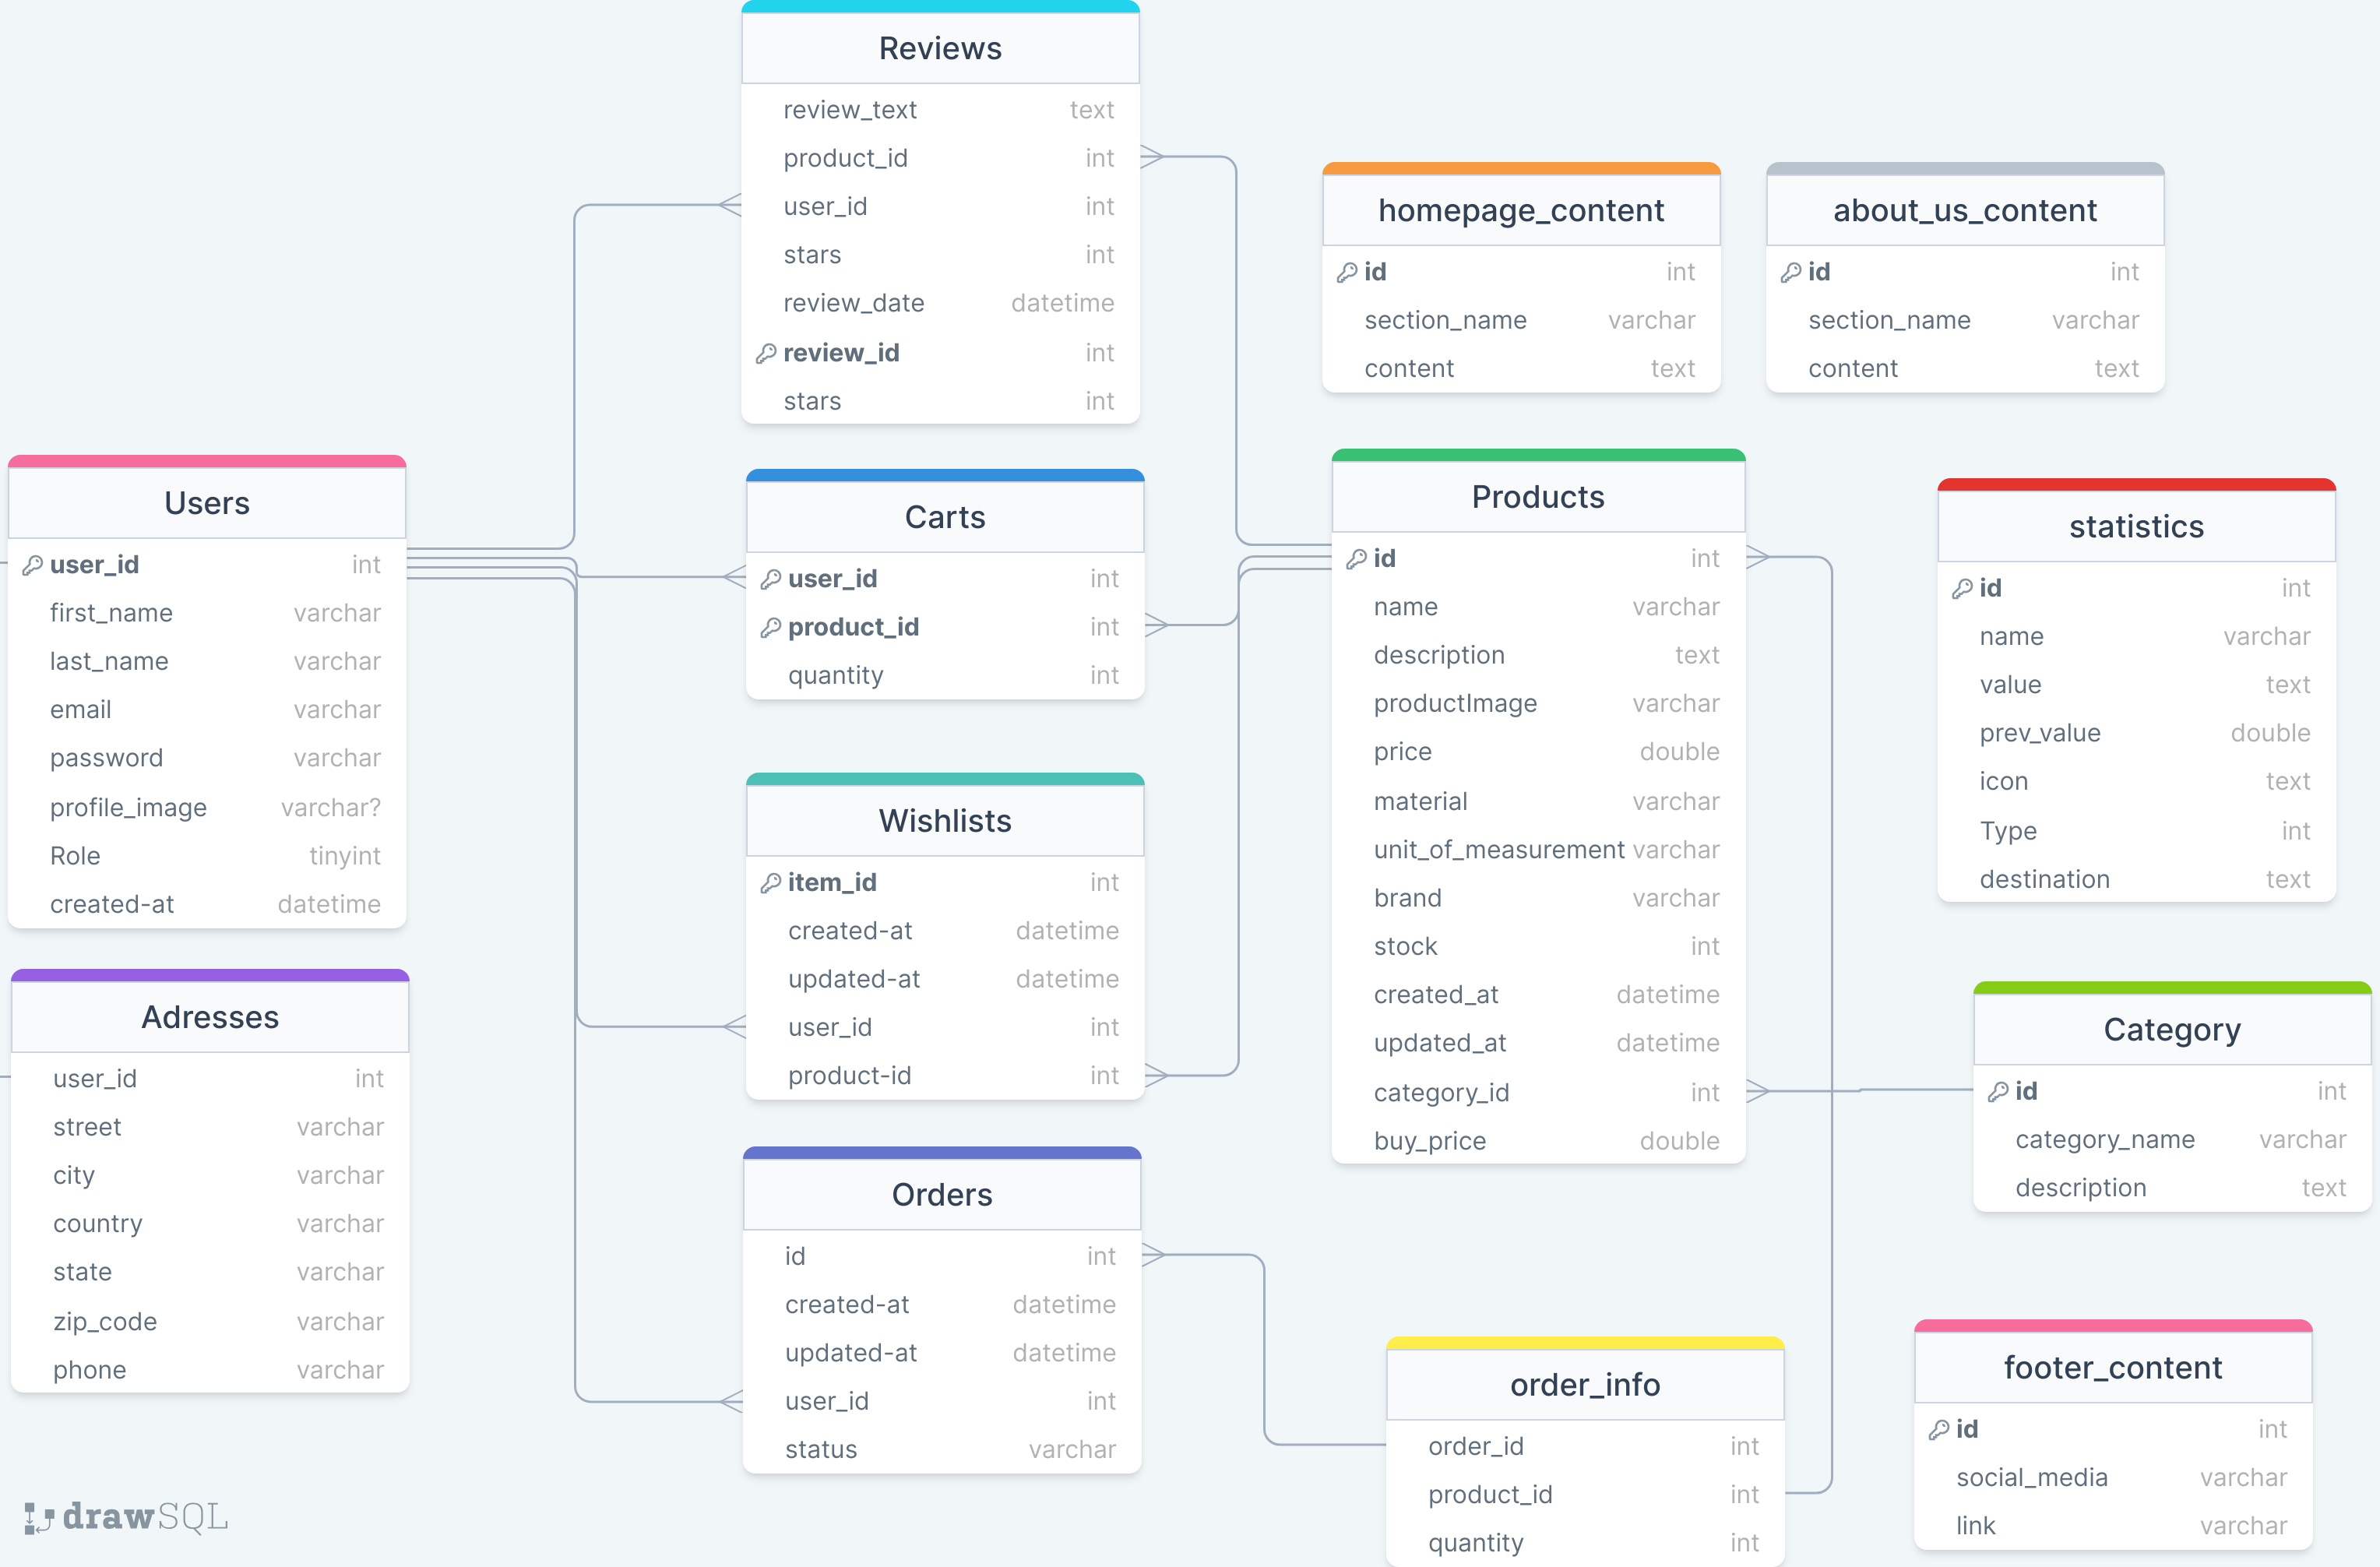 Reviews
review_text text
product_id int
user_id int
stars int
review_date datetime
review_id int
stars int
homepage_content
id int
section_name varchar
content text
about_us_content
id int
section_name varchar
content text
Users
user_id int
first_name varchar
last_name varchar
email varchar
password varchar
profile_image varchar?
Role tinyint
created-at datetime
Carts
user_id int
product_id int
quantity int
Products
id int
name varchar
description text
productImage varchar
price double
material varchar
unit_of_measurement varchar
brand varchar
stock int
created_at datetime
updated_at datetime
category_id int
buy_price double
statistics
id int
name varchar
value text
prev_value double
icon text
Type int
destination text
Wishlists
item_id int
created-at datetime
updated-at datetime
user_id int
product-id int
Adresses
user_id int
street varchar
city varchar
country varchar
state varchar
zip_code varchar
phone varchar
Category
id int
category_name varchar
description text
Orders
id int
created-at datetime
updated-at datetime
user_id int
status varchar
order_info
order_id int
product_id int
quantity int
footer_content
id int
social_media varchar
link varchar
drawSQL